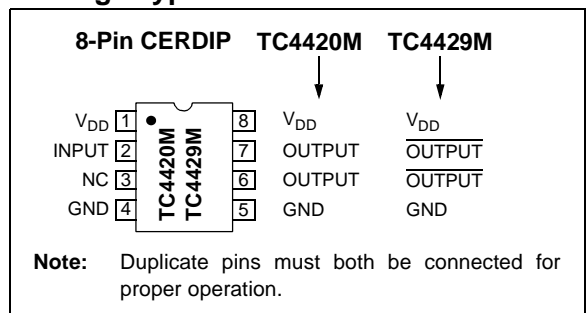 8-Pin CERDIP TC4420M TC4429M
VDD 1 8 VDD VDD
INPUT 2 7 OUTPUT OUTPUT
NC 3 6 OUTPUT OUTPUT
GND 4 5 GND GND
TC4420M
TC4429M
Note: Duplicate pins must both be connected for
proper operation.